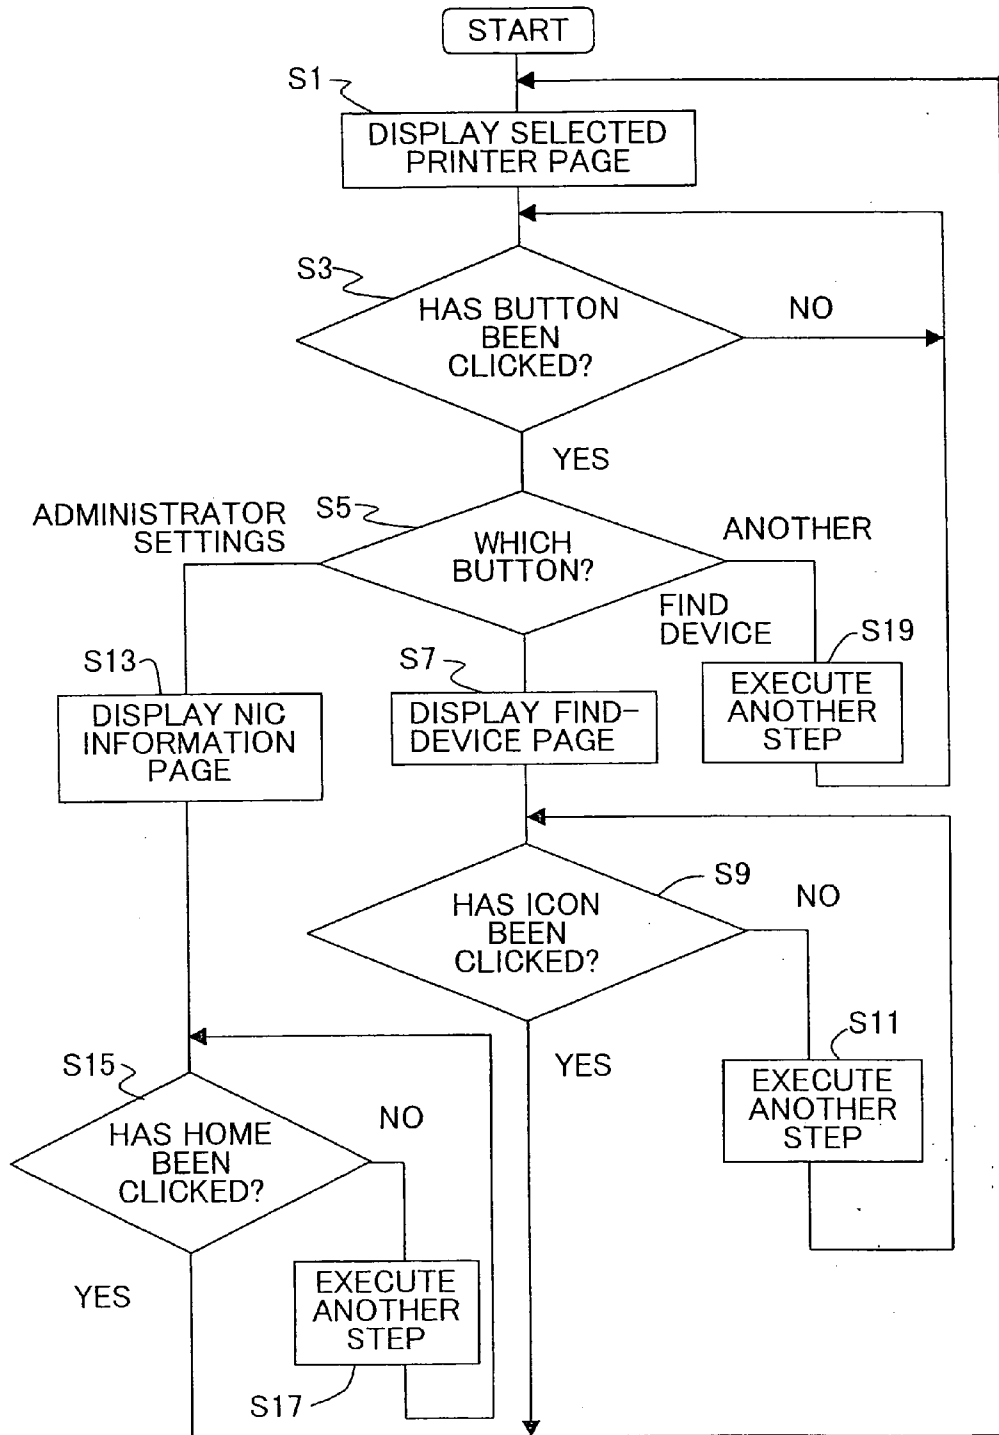 START
S1
DISPLAY SELECTED
PRINTER PAGE
S3
HAS BUTTON
BEEN
CLICKED?
NO
YES
ADMINISTRATOR
SETTINGS
S5
WHICH
BUTTON?
ANOTHER
FIND
DEVICE
S13
DISPLAY NIC
INFORMATION
PAGE
S7
DISPLAY FIND-
DEVICE PAGE
S19
EXECUTE
ANOTHER
STEP
S9
HAS ICON
BEEN
CLICKED?
NO
YES
S11
EXECUTE
ANOTHER
STEP
S15
HAS HOME
BEEN
CLICKED?
NO
YES
EXECUTE
ANOTHER
STEP
S17